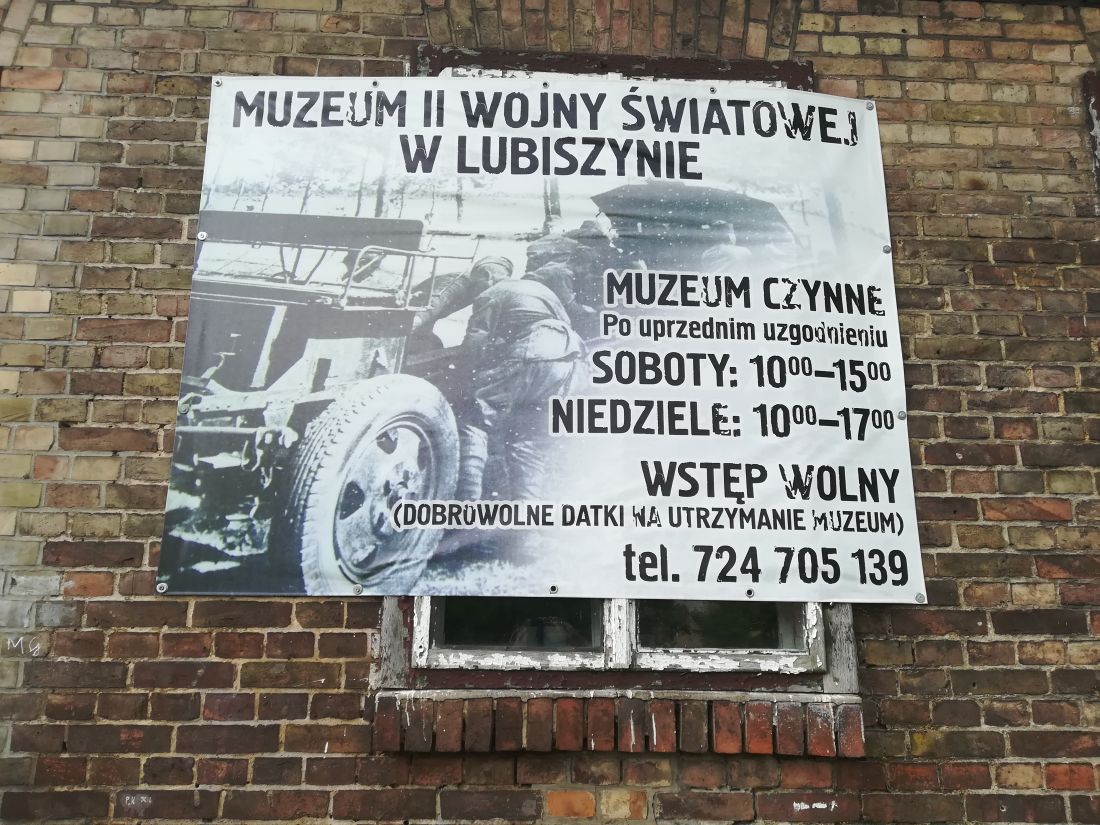 MUZEUM II WOJNY ŚWIATOWEJ
W LUBISZYNIE
MUZEUM CZYNNE
Po uprzednim uzgodnieniu
SOBOTY: 10⁰⁰–15⁰⁰
NIEDZIELE: 10⁰⁰–17⁰⁰
WSTĘP WOLNY
(DOBROWOLNE DATKI NA UTRZYMANIE MUZEUM)
tel. 724 705 139